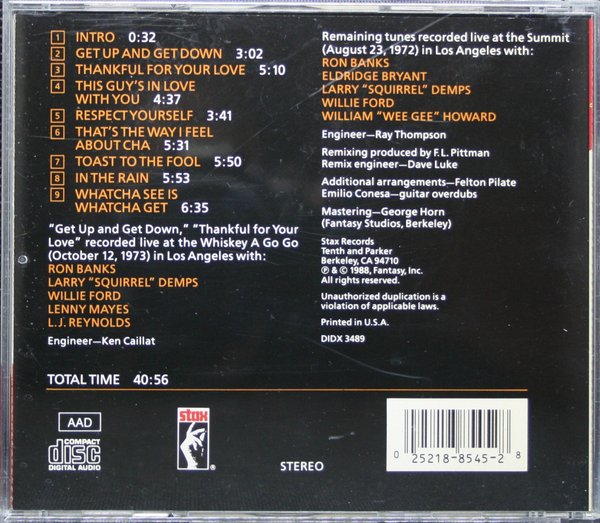 1 INTRO 0:32
2 GET UP AND GET DOWN 3:02
3 THANKFUL FOR YOUR LOVE 5:10
4 THIS GUY'S IN LOVE
WITH YOU 4:37
5 RESPECT YOURSELF 3:41
6 THAT'S THE WAY I FEEL
ABOUT CHA 5:31
7 TOAST TO THE FOOL 5:50
8 IN THE RAIN 5:53
9 WHATCHA SEE IS
WHATCHA GET 6:35
"Get Up and Get Down," "Thankful for Your
Love" recorded live at the Whiskey A Go Go
(October 12, 1973) in Los Angeles with:
RON BANKS
LARRY "SQUIRREL" DEMPS
WILLIE FORD
LENNY MAYES
L.J. REYNOLDS
Engineer—Ken Caillat
TOTAL TIME 40:56
Remaining tunes recorded live at the Summit
(August 23, 1972) in Los Angeles with:
RON BANKS
ELDRIDGE BRYANT
LARRY "SQUIRREL" DEMPS
WILLIE FORD
WILLIAM "WEE GEE" HOWARD
Engineer—Ray Thompson
Remixing produced by F.L. Pittman
Remix engineer—Dave Luke
Additional arrangements—Felton Pilate
Emilio Conesa—guitar overdubs
Mastering—George Horn
(Fantasy Studios, Berkeley)
Stax Records
Tenth and Parker
Berkeley, CA 94710
℗ & © 1988, Fantasy, Inc.
All rights reserved.
Unauthorized duplication is a
violation of applicable laws.
Printed in U.S.A.
DIDX 3489
AAD
COMPACT
disc
DIGITAL AUDIO
stax
STEREO
0 25218-8545-2 8